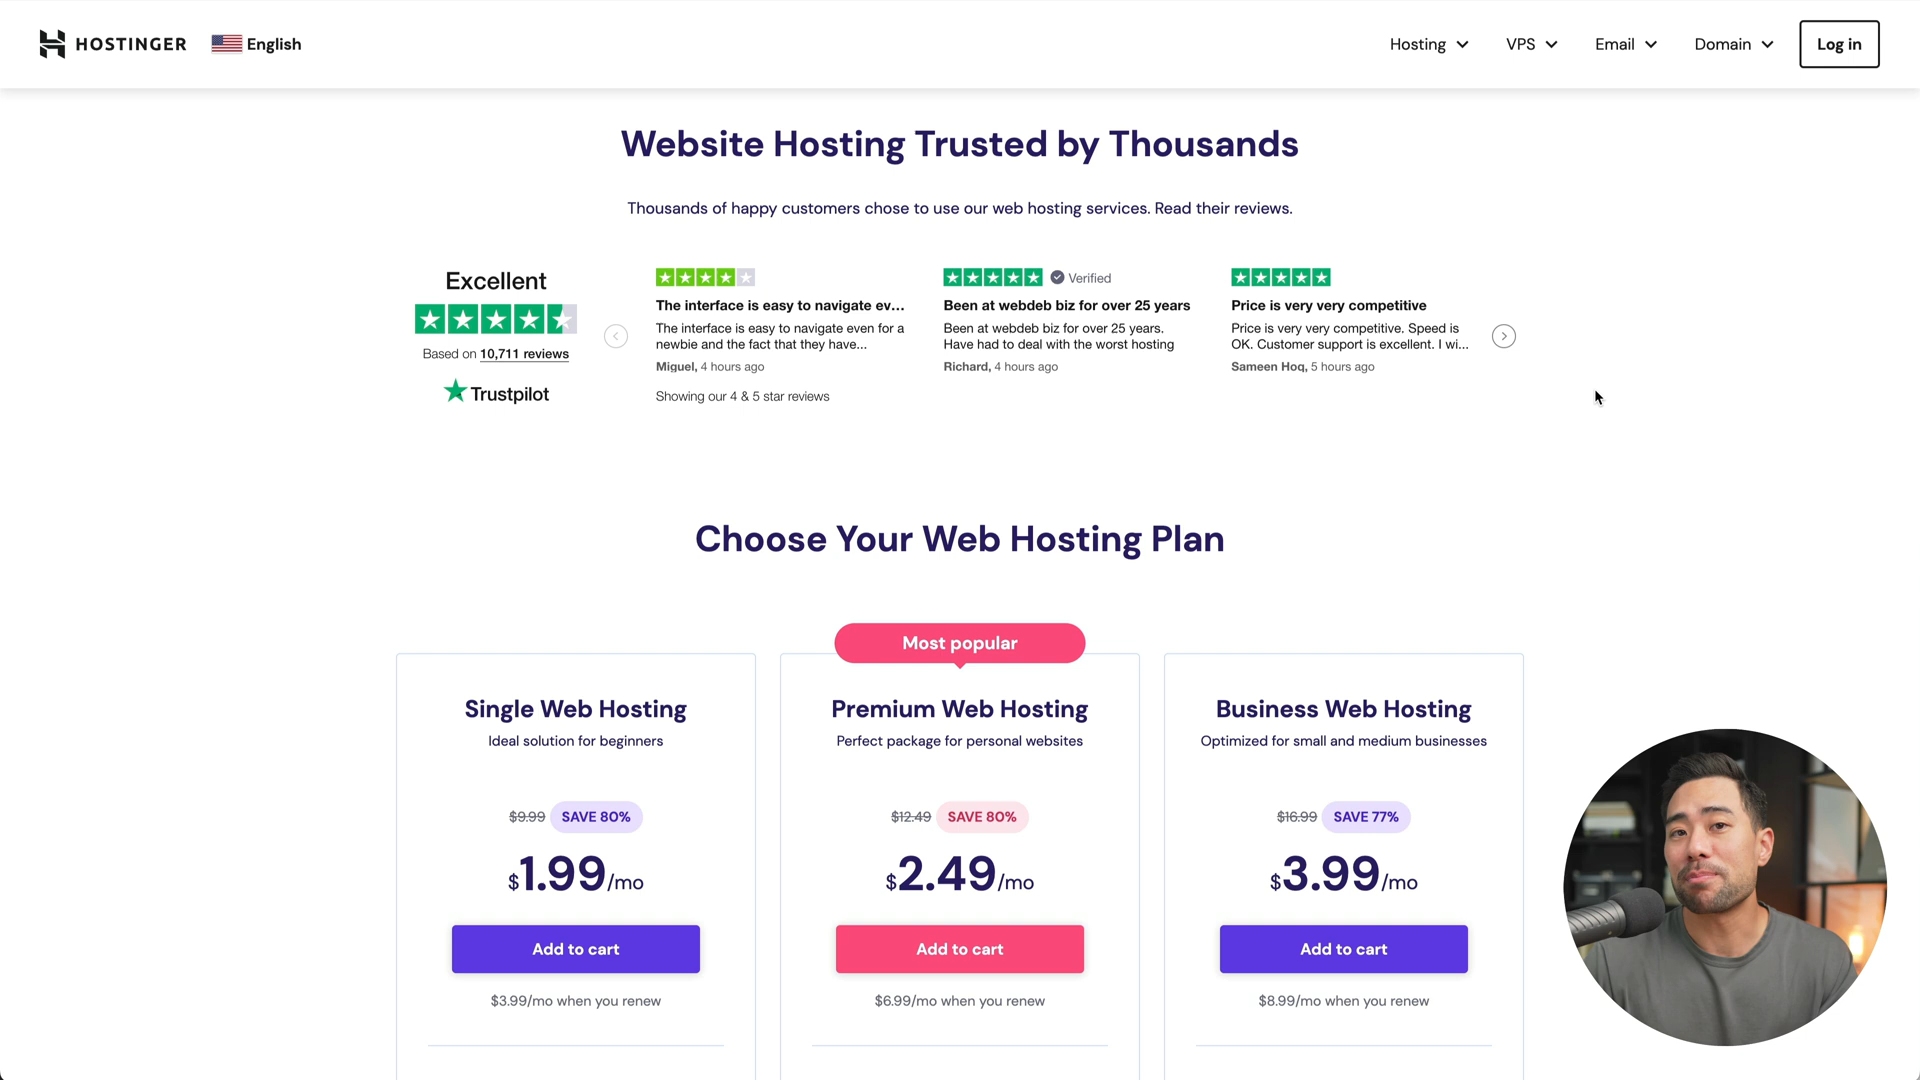 HOSTINGER
English
Hosting
VPS
Email
Domain
Log in
Website Hosting Trusted by Thousands
Thousands of happy customers chose to use our web hosting services. Read their reviews.
Excellent
Based on 10,711 reviews
Trustpilot
The interface is easy to navigate ev...
The interface is easy to navigate even for a
newbie and the fact that they have...
Miguel, 4 hours ago
Showing our 4 & 5 star reviews
Verified
Been at webdeb biz for over 25 years
Been at webdeb biz for over 25 years.
Have had to deal with the worst hosting
Richard, 4 hours ago
Price is very very competitive
Price is very very competitive. Speed is
OK. Customer support is excellent. I wi...
Sameen Hoq, 5 hours ago
Choose Your Web Hosting Plan
Single Web Hosting
Ideal solution for beginners
$9.99 SAVE 80%
$1.99/mo
Add to cart
$3.99/mo when you renew
Most popular
Premium Web Hosting
Perfect package for personal websites
$12.49 SAVE 80%
$2.49/mo
Add to cart
$6.99/mo when you renew
Business Web Hosting
Optimized for small and medium businesses
$16.99 SAVE 77%
$3.99/mo
Add to cart
$8.99/mo when you renew